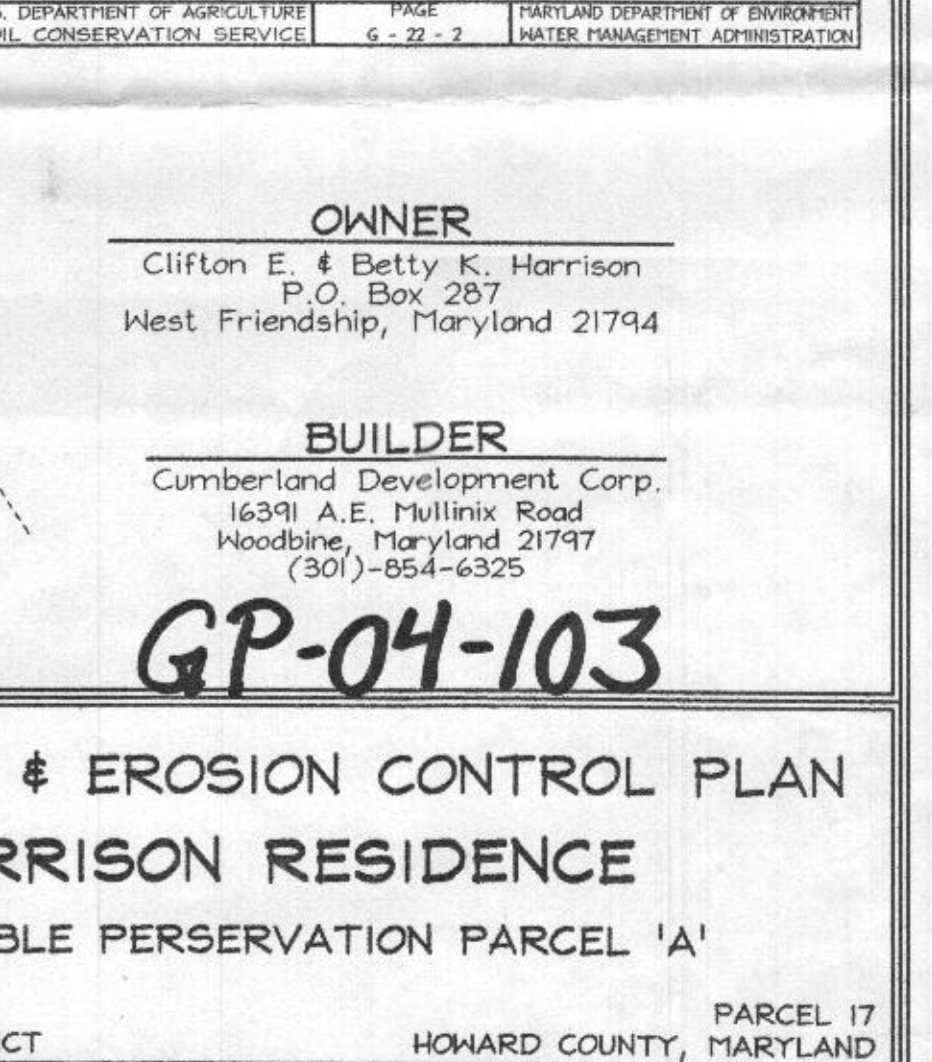 DEPARTMENT OF AGRICULTURE
CONSERVATION SERVICE
PAGE
G - 22 - 2
MARYLAND DEPARTMENT OF ENVIRONMENT
WATER MANAGEMENT ADMINISTRATION
OWNER
Clifton E. & Betty K. Harrison
P.O. Box 287
West Friendship, Maryland 21794
BUILDER
Cumberland Development Corp.
16391 A.E. Mullinix Road
Woodbine, Maryland 21797
(301)-854-6325
GP-04-103
& EROSION CONTROL PLAN
RRISON RESIDENCE
BLE PERSERVATION PARCEL 'A'
PARCEL 17
CT HOWARD COUNTY, MARYLAND